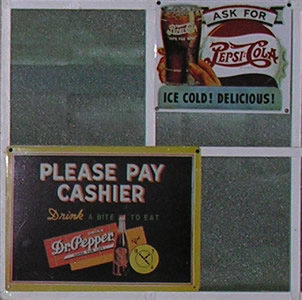 ASK FOR
PEPSI-COLA
ICE COLD! DELICIOUS!
PLEASE PAY
CASHIER
Drink A BITE TO EAT
Dr.Pepper